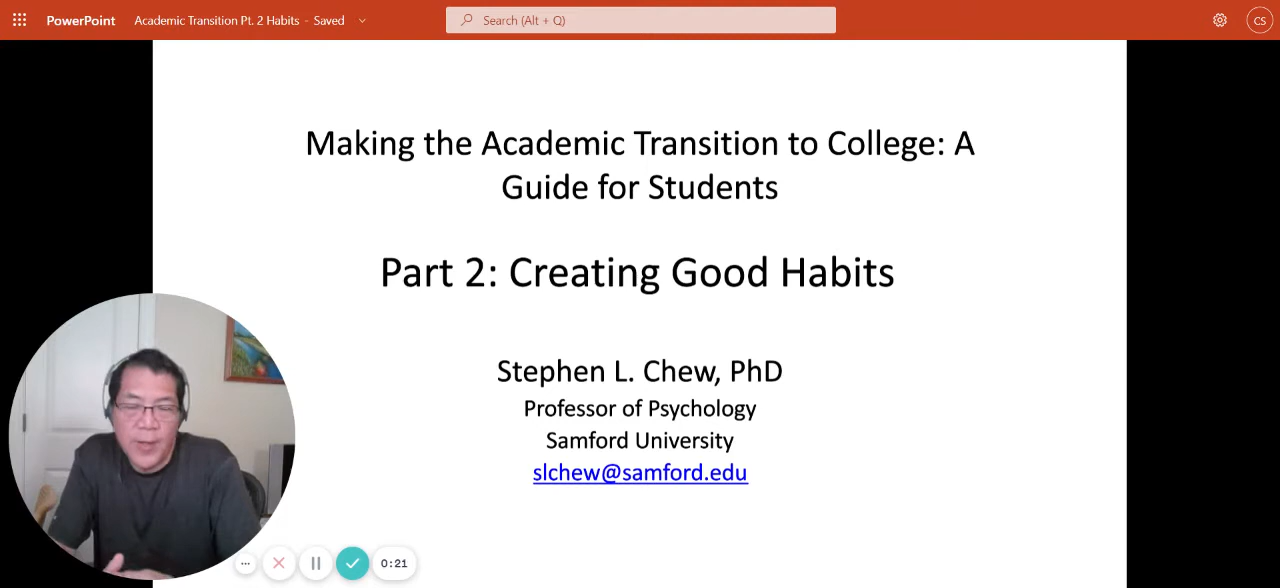 PowerPoint Academic Transition Pt. 2 Habits - Saved Search (Alt + Q) CS
Making the Academic Transition to College: A
Guide for Students
Part 2: Creating Good Habits
Stephen L. Chew, PhD
Professor of Psychology
Samford University
slchew@samford.edu
0:21